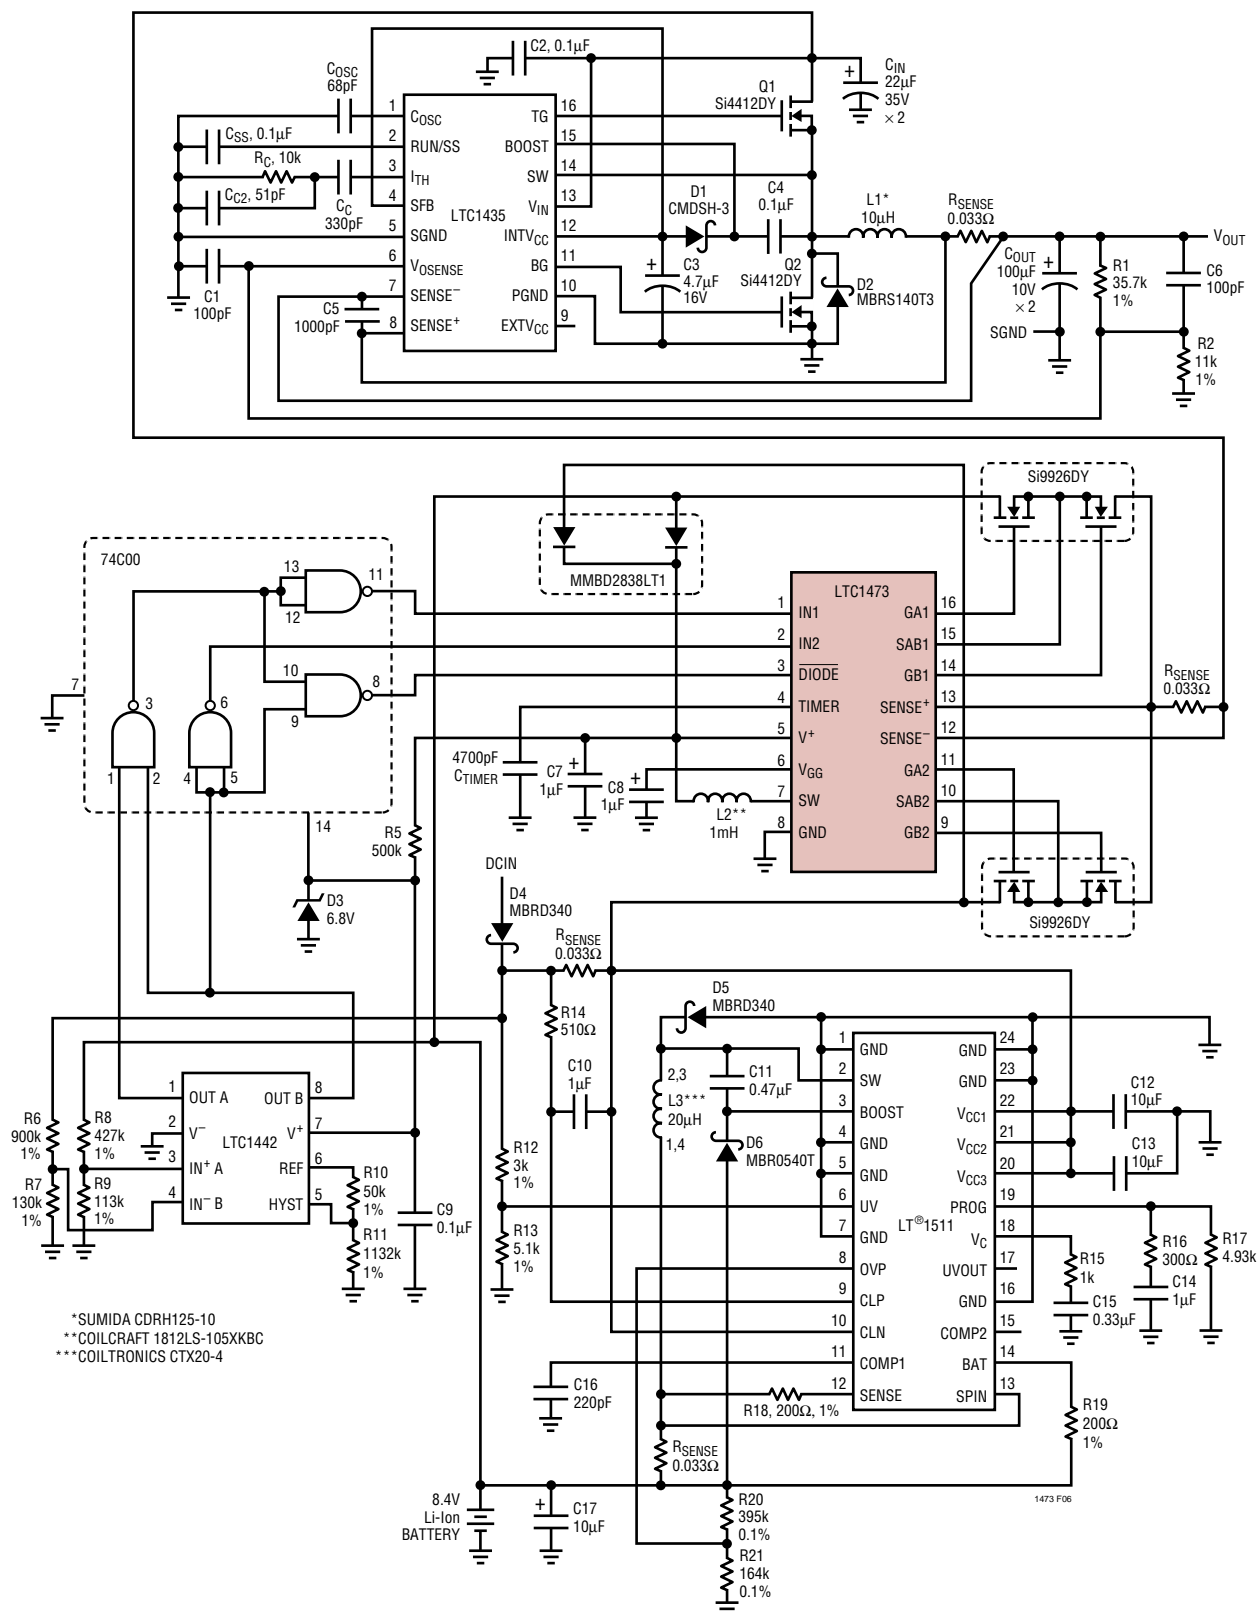 C2, 0.1µF
COSC
68pF
CIN
22µF
35V
× 2
Q1
Si4412DY
1
COSC
TG
16
CSS, 0.1µF
2
RUN/SS
BOOST
15
RC, 10k
3
ITH
SW
14
CC2, 51pF
CC
330pF
4
SFB
LTC1435
VIN
13
D1
CMDSH-3
C4
0.1µF
L1*
10µH
RSENSE
0.033Ω
5
SGND
INTVCC
12
VOUT
6
VOSENSE
BG
11
C1
100pF
C3
4.7µF
16V
Q2
Si4412DY
D2
MBRS140T3
COUT
100µF
10V
× 2
R1
35.7k
1%
C6
100pF
7
SENSE–
PGND
10
C5
1000pF
8
SENSE+
EXTVCC
9
SGND
R2
11k
1%
Si9926DY
74C00
MMBD2838LT1
13
12
11
LTC1473
1
IN1
GA1
16
2
IN2
SAB1
15
10
9
8
3
DIODE
GB1
14
7
3
6
4
TIMER
SENSE+
13
RSENSE
0.033Ω
5
V+
SENSE–
12
1
2
4
5
4700pF
CTIMER
C7
1µF
C8
1µF
6
VGG
GA2
11
7
SW
SAB2
10
L2**
1mH
8
GND
GB2
9
14
R5
500k
DCIN
D3
6.8V
D4
MBRD340
Si9926DY
RSENSE
0.033Ω
R14
510Ω
D5
MBRD340
1
GND
GND
24
C10
1µF
2,3
L3***
20µH
1,4
C11
0.47µF
2
SW
GND
23
C12
10µF
1
OUT A
OUT B
8
3
BOOST
VCC1
22
R6
900k
1%
R8
427k
1%
2
V–
LTC1442
V+
7
D6
MBR0540T
4
GND
VCC2
21
C13
10µF
3
IN+ A
REF
6
R12
3k
1%
5
GND
VCC3
20
R7
130k
1%
R9
113k
1%
4
IN– B
HYST
5
R10
50k
1%
C9
0.1µF
6
UV
PROG
19
R11
1132k
1%
R13
5.1k
1%
7
GND
LT®1511
VC
18
R16
300Ω
R17
4.93k
8
OVP
UVOUT
17
R15
1k
C14
1µF
9
CLP
GND
16
C15
0.33µF
10
CLN
COMP2
15
*SUMIDA CDRH125-10
**COILCRAFT 1812LS-105XKBC
***COILTRONICS CTX20-4
11
COMP1
BAT
14
C16
220pF
12
SENSE
SPIN
13
R18, 200Ω, 1%
R19
200Ω
1%
RSENSE
0.033Ω
8.4V
Li-Ion
BATTERY
C17
10µF
R20
395k
0.1%
R21
164k
0.1%
1473 F06